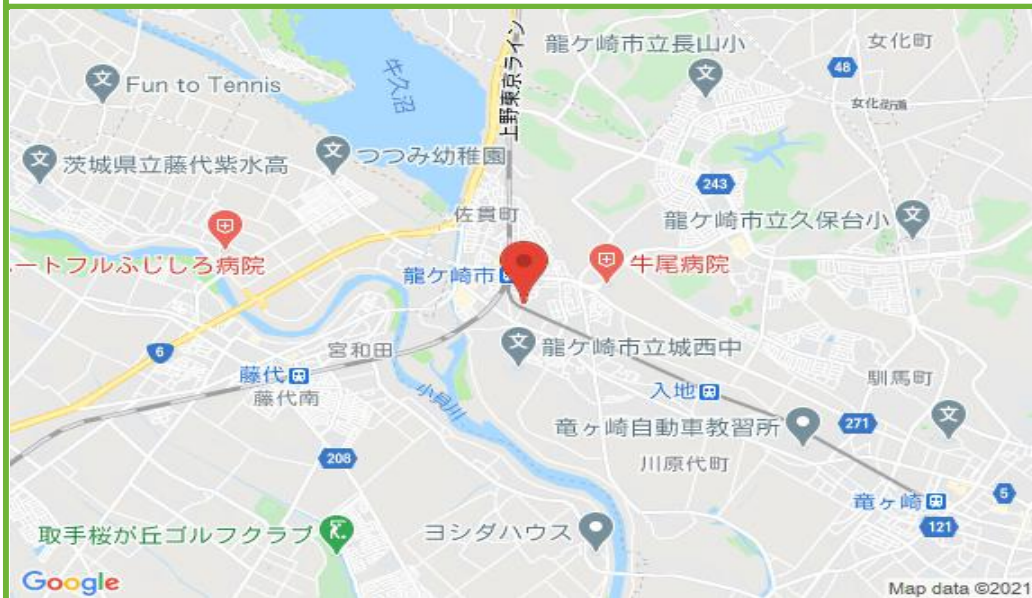 龍ケ崎市立長山小
女化町
48
牛久沼
上野東京ライン
Fun to Tennis
女化街道
茨城県立藤代紫水高
つつみ幼稚園
243
佐貫町
龍ケ崎市立久保台小
ートフルふじしろ病院
龍ケ崎市
牛尾病院
6
宮和田
龍ケ崎市立城西中
藤代
藤代南
小貝川
入地
馴馬町
竜ヶ崎自動車教習所
271
208
川原代町
竜ヶ崎
5
121
取手桜が丘ゴルフクラブ
ヨシダハウス
Google
Map data ©2021